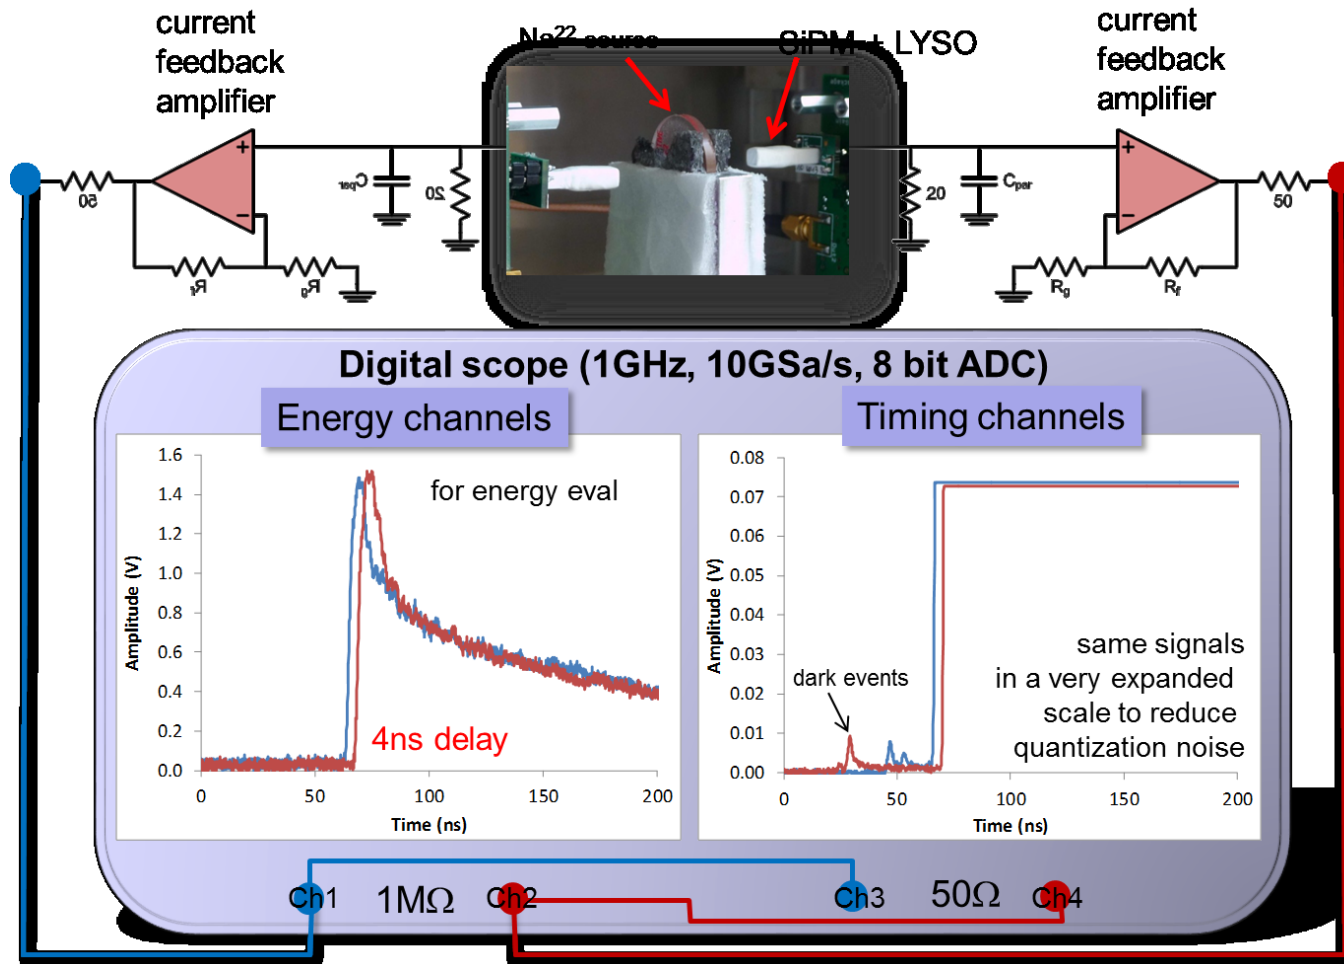 current
feedback
amplifier
Na22 source
SiPM + LYSO
current
feedback
amplifier
+
−
50
Cpar
20
Rf
Rg
20
Cpar
+
−
50
Rg
Rf
Digital scope (1GHz, 10GSa/s, 8 bit ADC)
Energy channels
Timing channels
1.6
1.4
1.2
1.0
0.8
0.6
0.4
0.2
0.0
Amplitude (V)
for energy eval
4ns delay
0 50 100 150 200
Time (ns)
0.08
0.07
0.06
0.05
0.04
0.03
0.02
0.01
0.00
Amplitude (V)
dark events
same signals
in a very expanded
scale to reduce
quantization noise
0 50 100 150 200
Time (ns)
Ch1 1MΩ Ch2 Ch3 50Ω Ch4